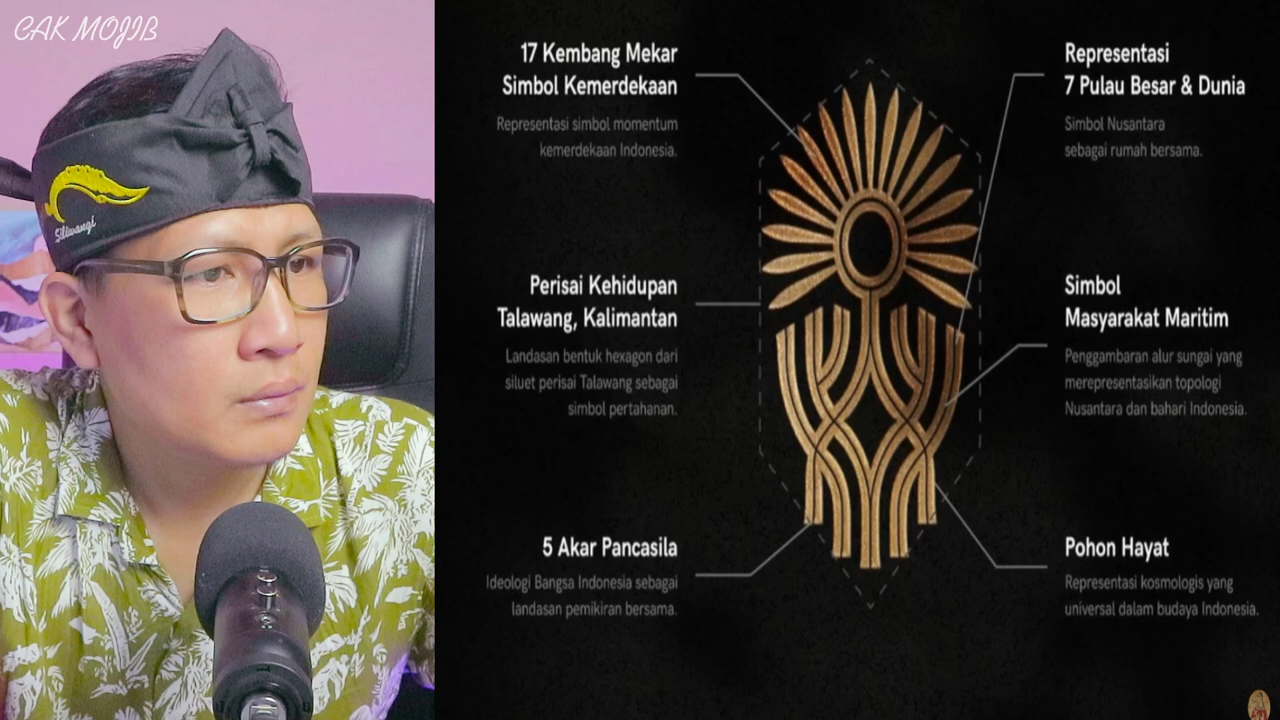 CAK MOJIB
Siliwangi
17 Kembang Mekar
Simbol Kemerdekaan
Representasi simbol momentum
kemerdekaan Indonesia.
Perisai Kehidupan
Talawang, Kalimantan
Landasan bentuk hexagon dari
siluet perisai Talawang sebagai
simbol pertahanan.
5 Akar Pancasila
Ideologi Bangsa Indonesia sebagai
landasan pemikiran bersama.
Representasi
7 Pulau Besar & Dunia
Simbol Nusantara
sebagai rumah bersama.
Simbol
Masyarakat Maritim
Penggambaran alur sungai yang
merepresentasikan topologi
Nusantara dan bahari Indonesia.
Pohon Hayat
Representasi kosmologis yang
universal dalam budaya Indonesia.